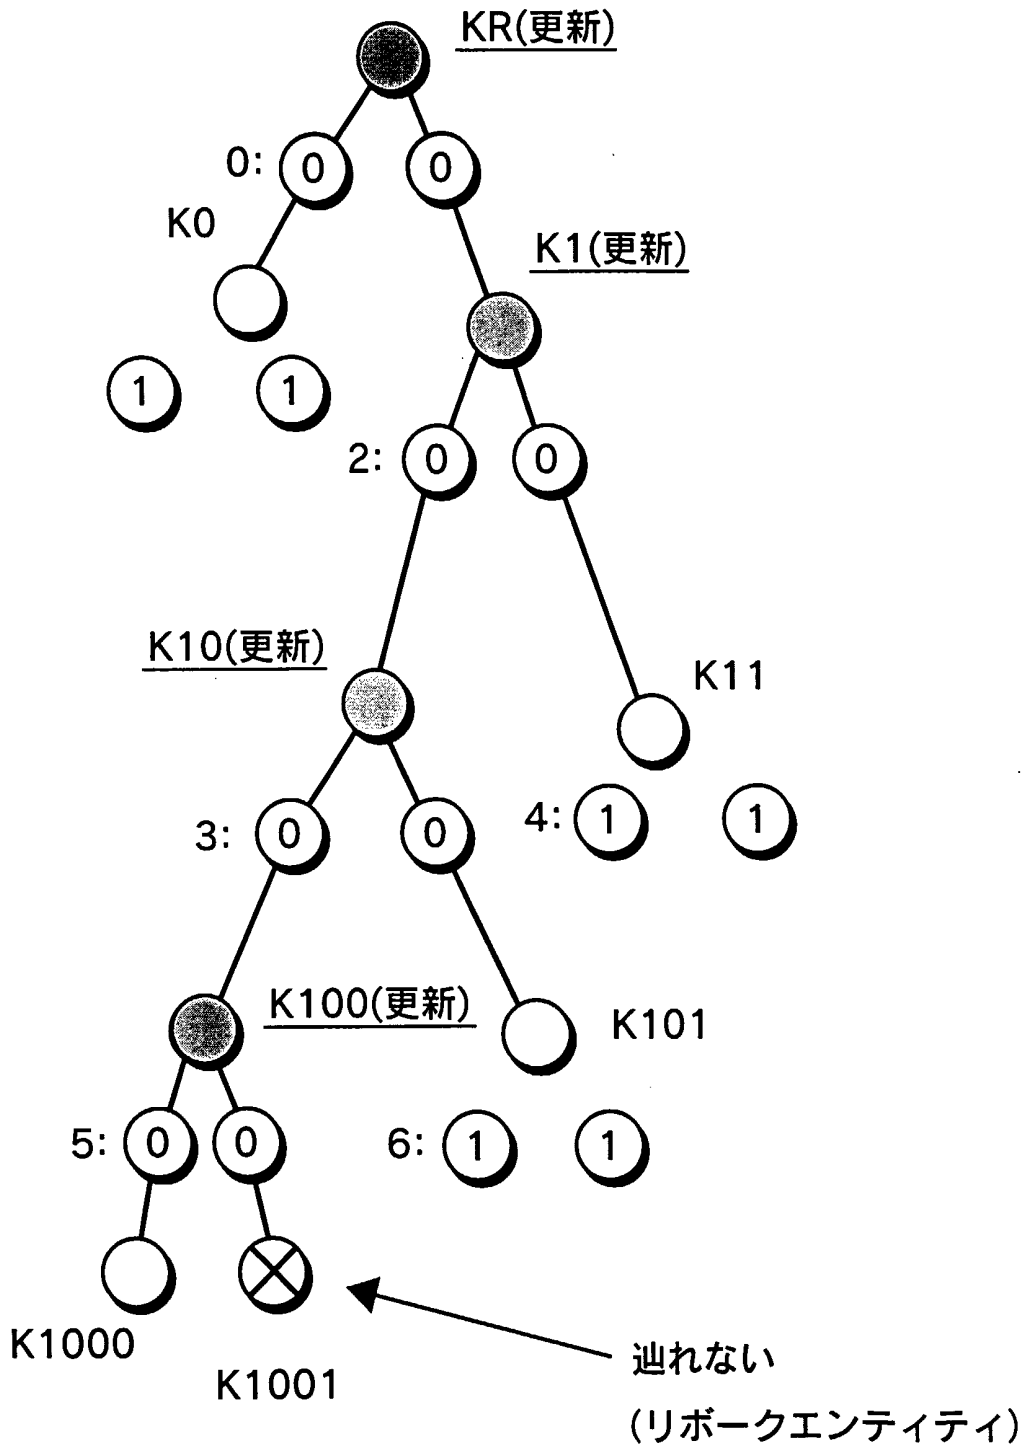 KR(更新)
0: 0 0
K0
K1(更新)
1 1
2: 0 0
K10(更新)
K11
3: 0 0
4: 1 1
K100(更新)
K101
5: 0 0
6: 1 1
K1000
K1001
辿れない
(リボークエンティティ)